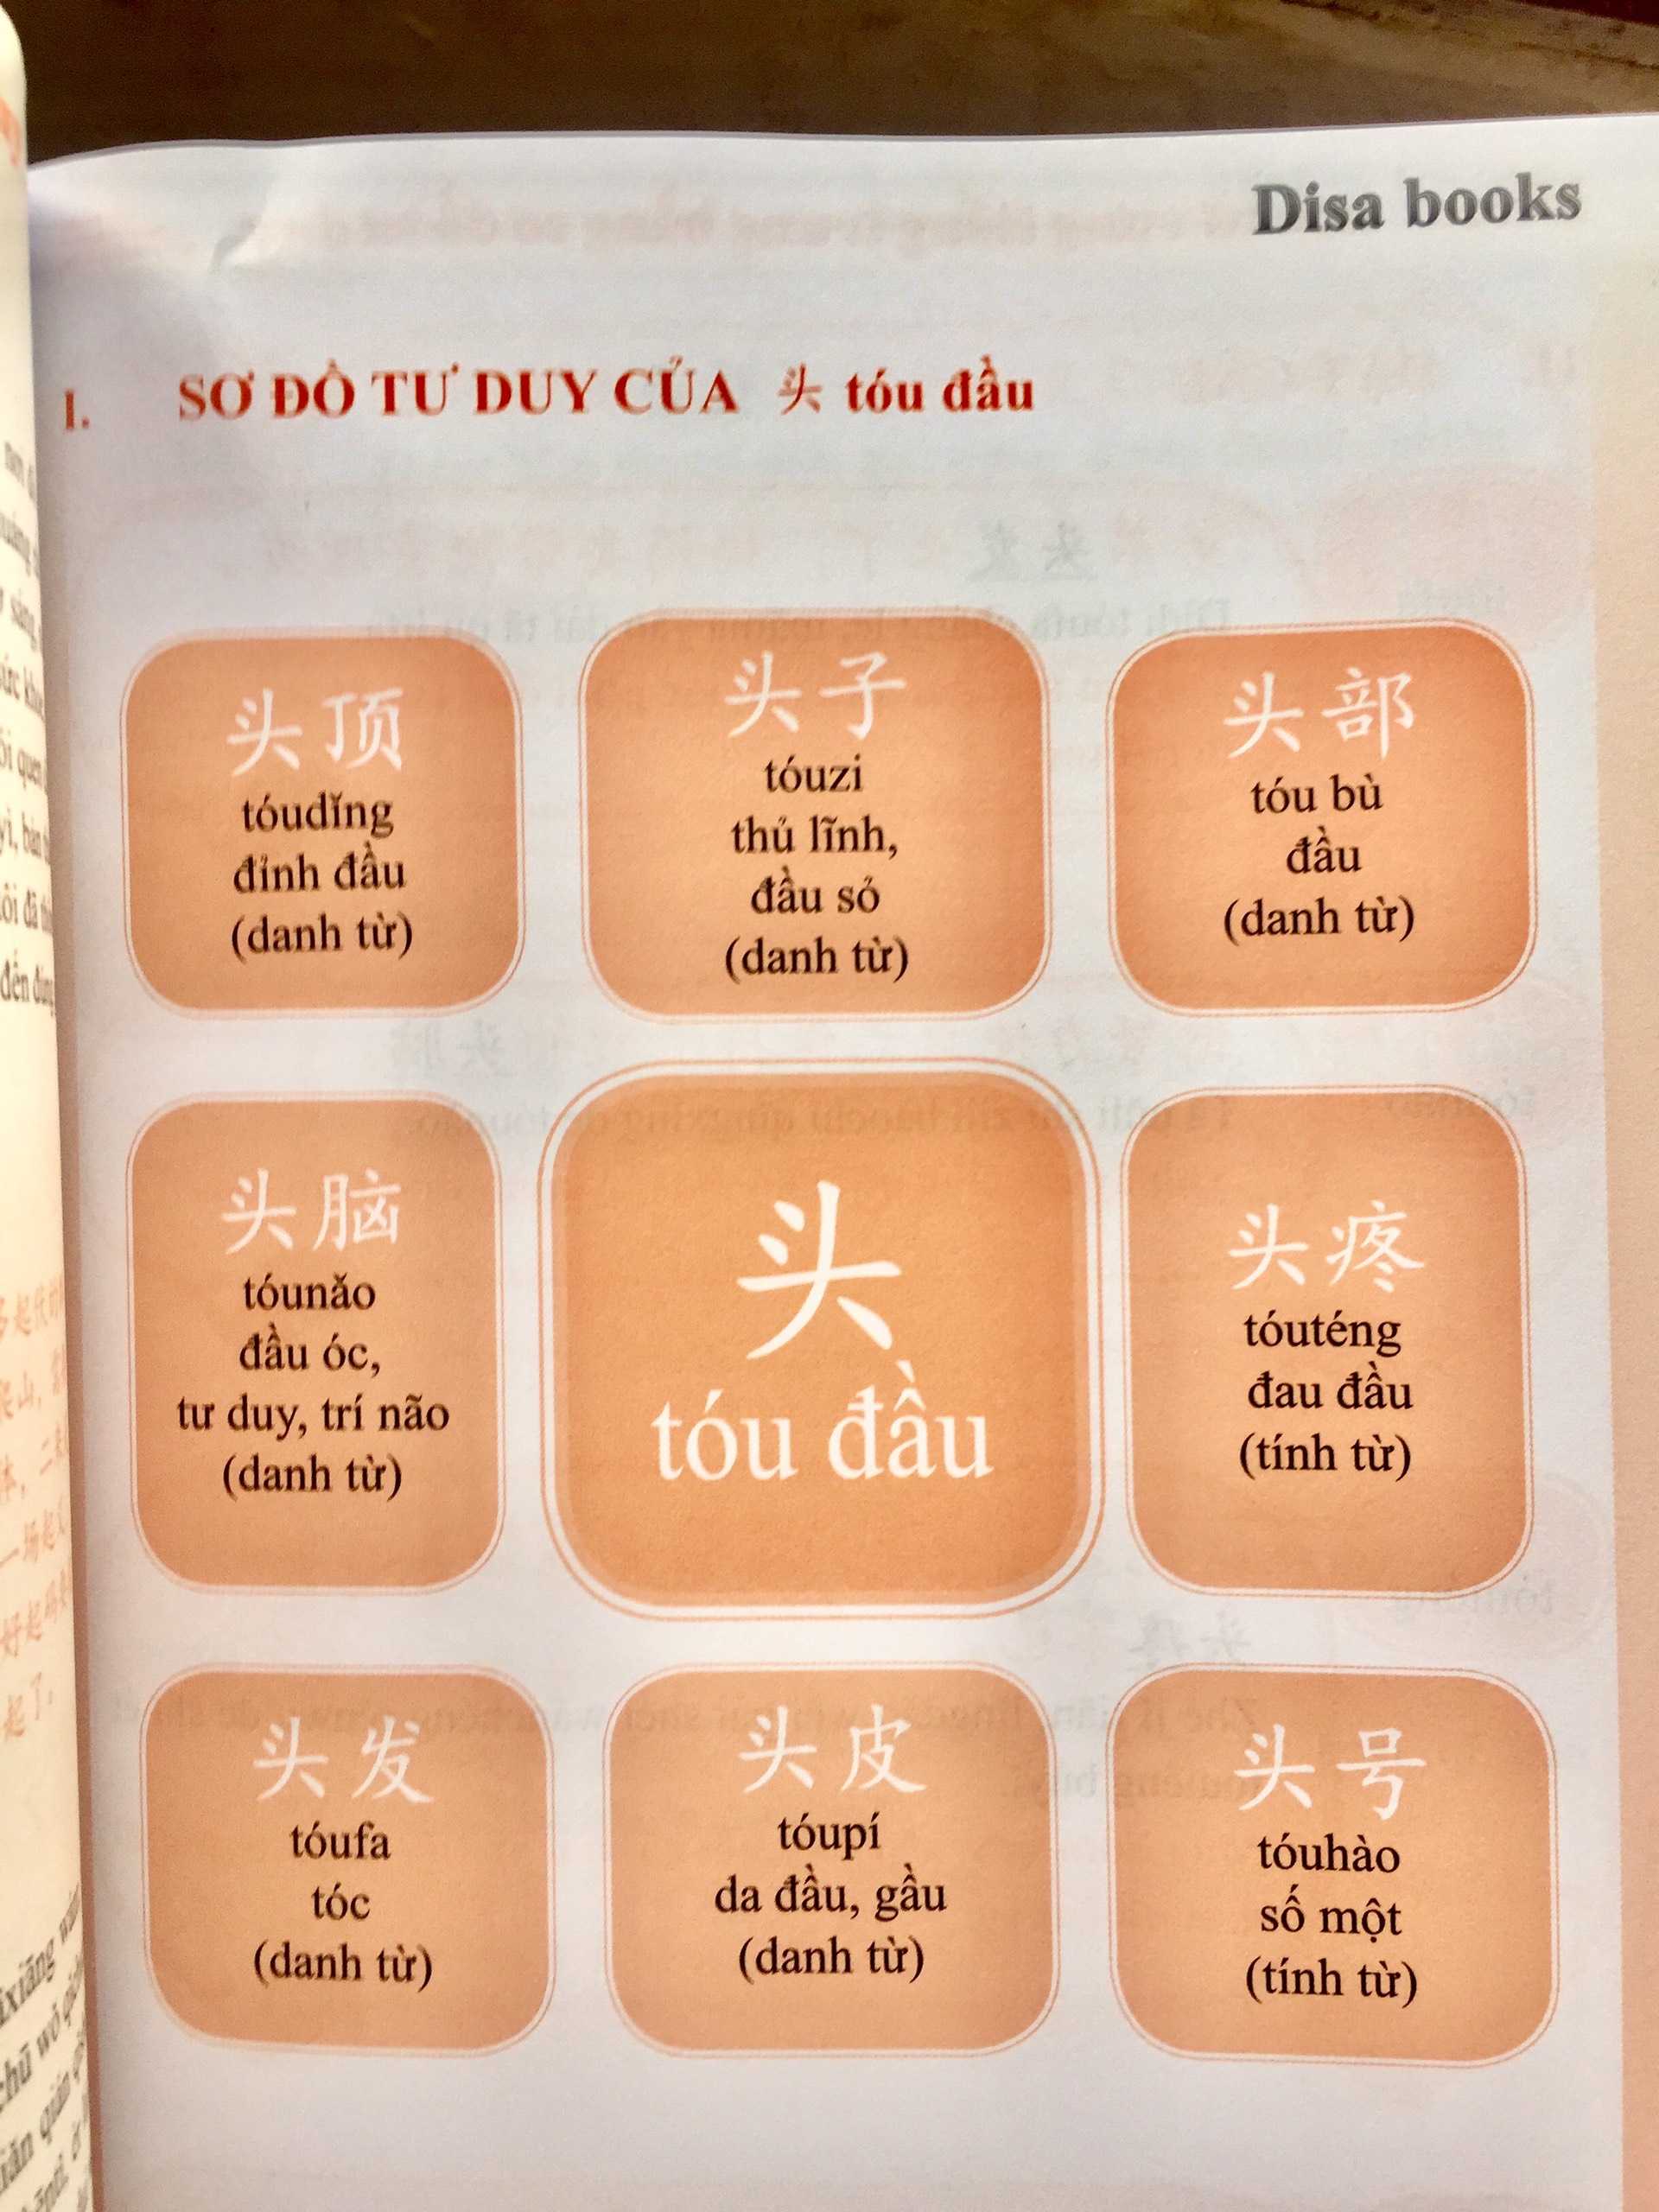 Disa books
I. SƠ ĐỒ TƯ DUY CỦA 头 tóu đầu
头顶
tóudǐng
đỉnh đầu
(danh từ)
头子
tóuzi
thủ lĩnh,
đầu sỏ
(danh từ)
头部
tóu bù
đầu
(danh từ)
头脑
tóunǎo
đầu óc,
tư duy, trí não
(danh từ)
头
tóu đầu
头疼
tóuténg
đau đầu
(tính từ)
头发
tóufa
tóc
(danh từ)
头皮
tóupí
da đầu, gầu
(danh từ)
头号
tóuhào
số một
(tính từ)